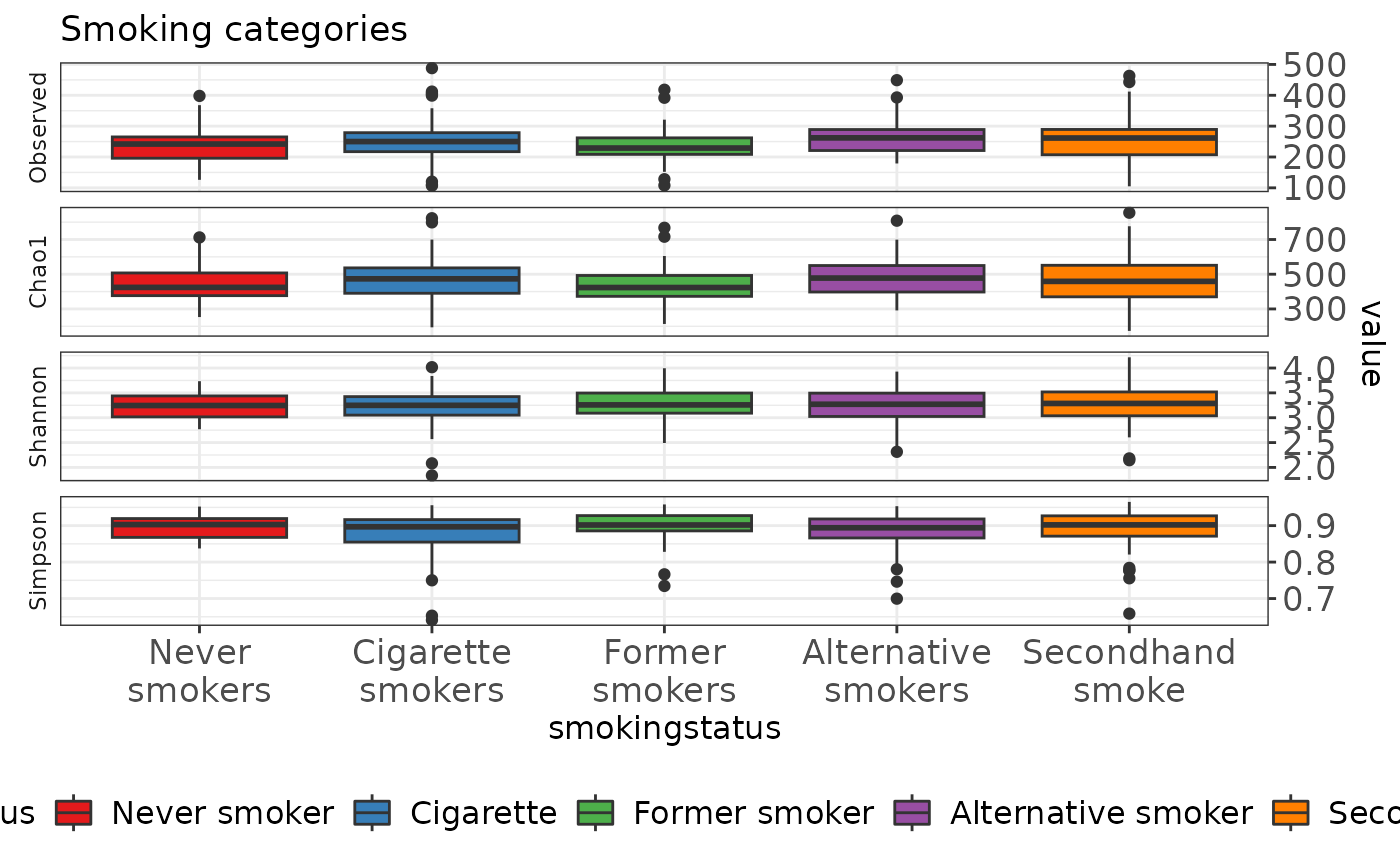 Smoking categories
Observed
500
400
300
200
100
Chao1
700
500
300
Shannon
4.0
3.5
3.0
2.5
2.0
Simpson
0.9
0.8
0.7
value
Never Cigarette Former Alternative Secondhand
smokers smokers smokers smokers smoke
smokingstatus
us Never smoker Cigarette Former smoker Alternative smoker Seco